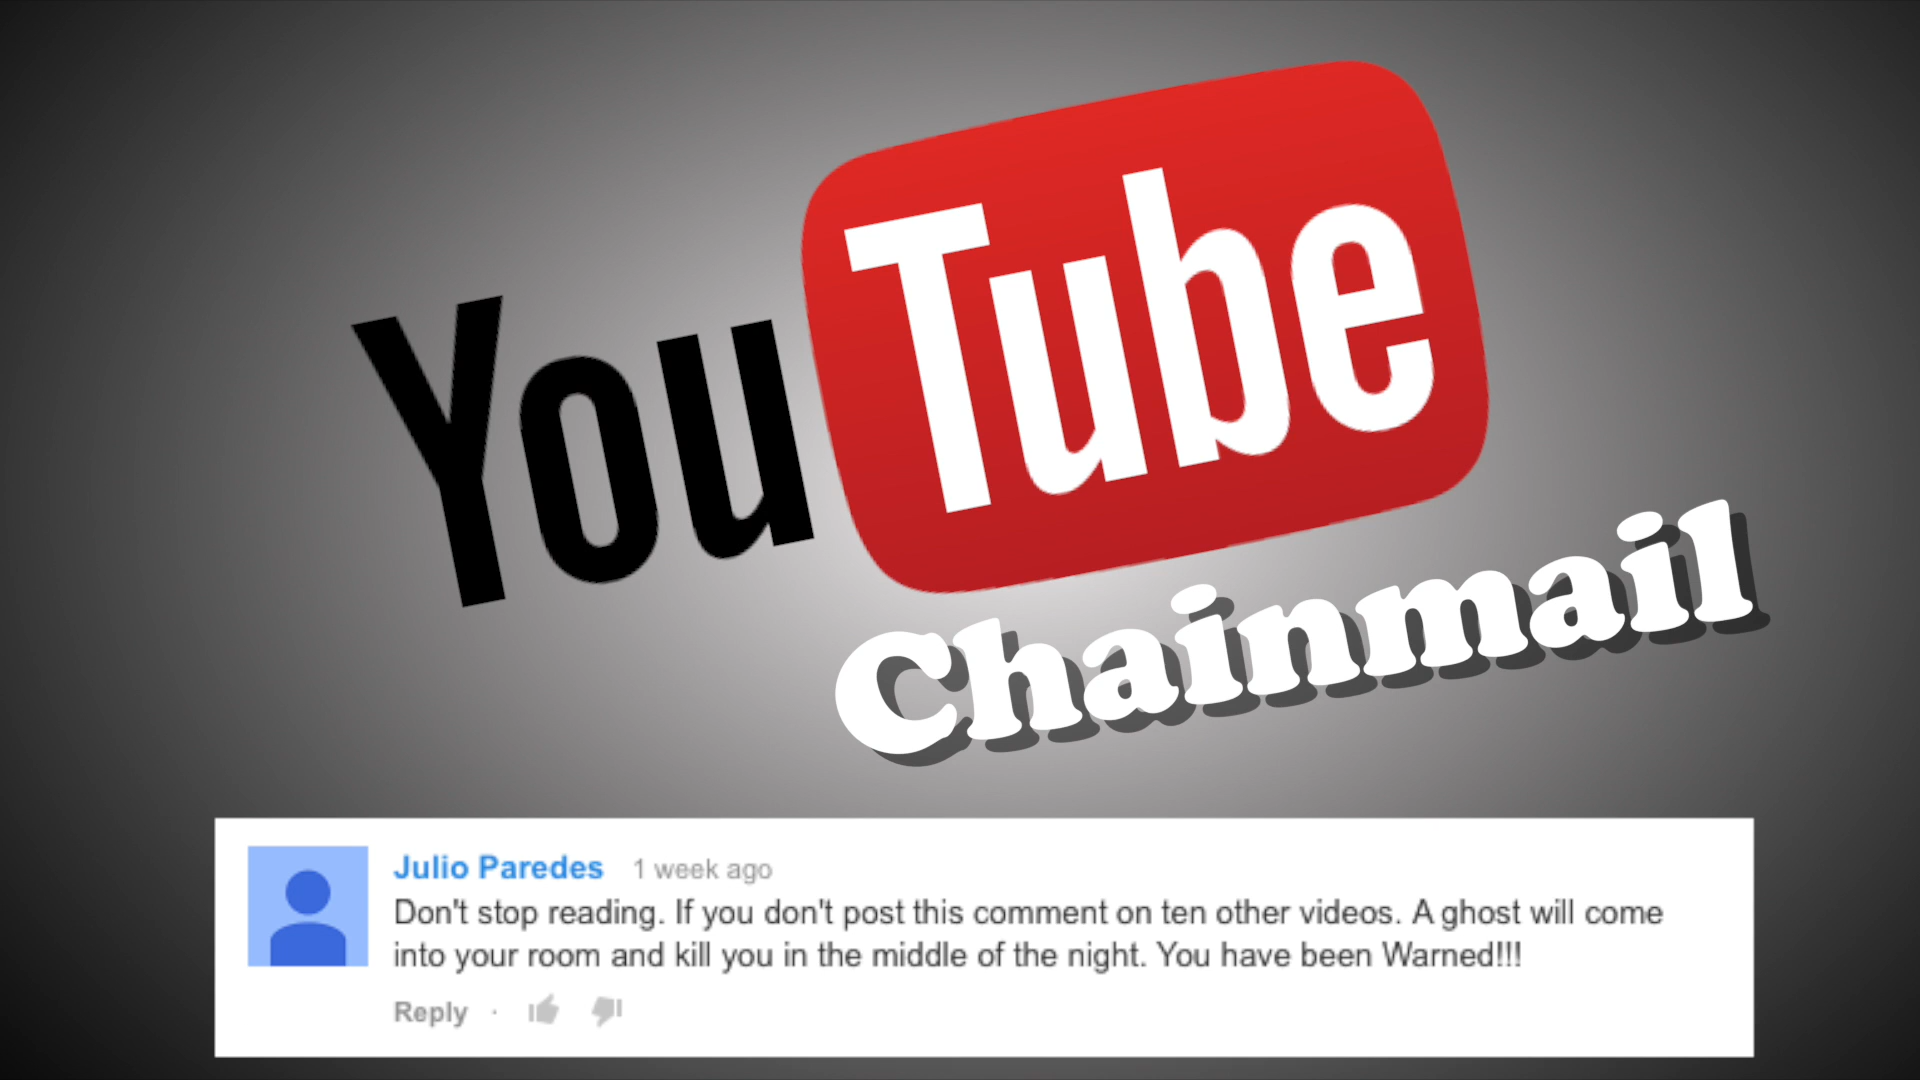 YouTube
Chainmail
Julio Paredes 1 week ago
Don't stop reading. If you don't post this comment on ten other videos. A ghost will come
into your room and kill you in the middle of the night. You have been Warned!!!
Reply ·